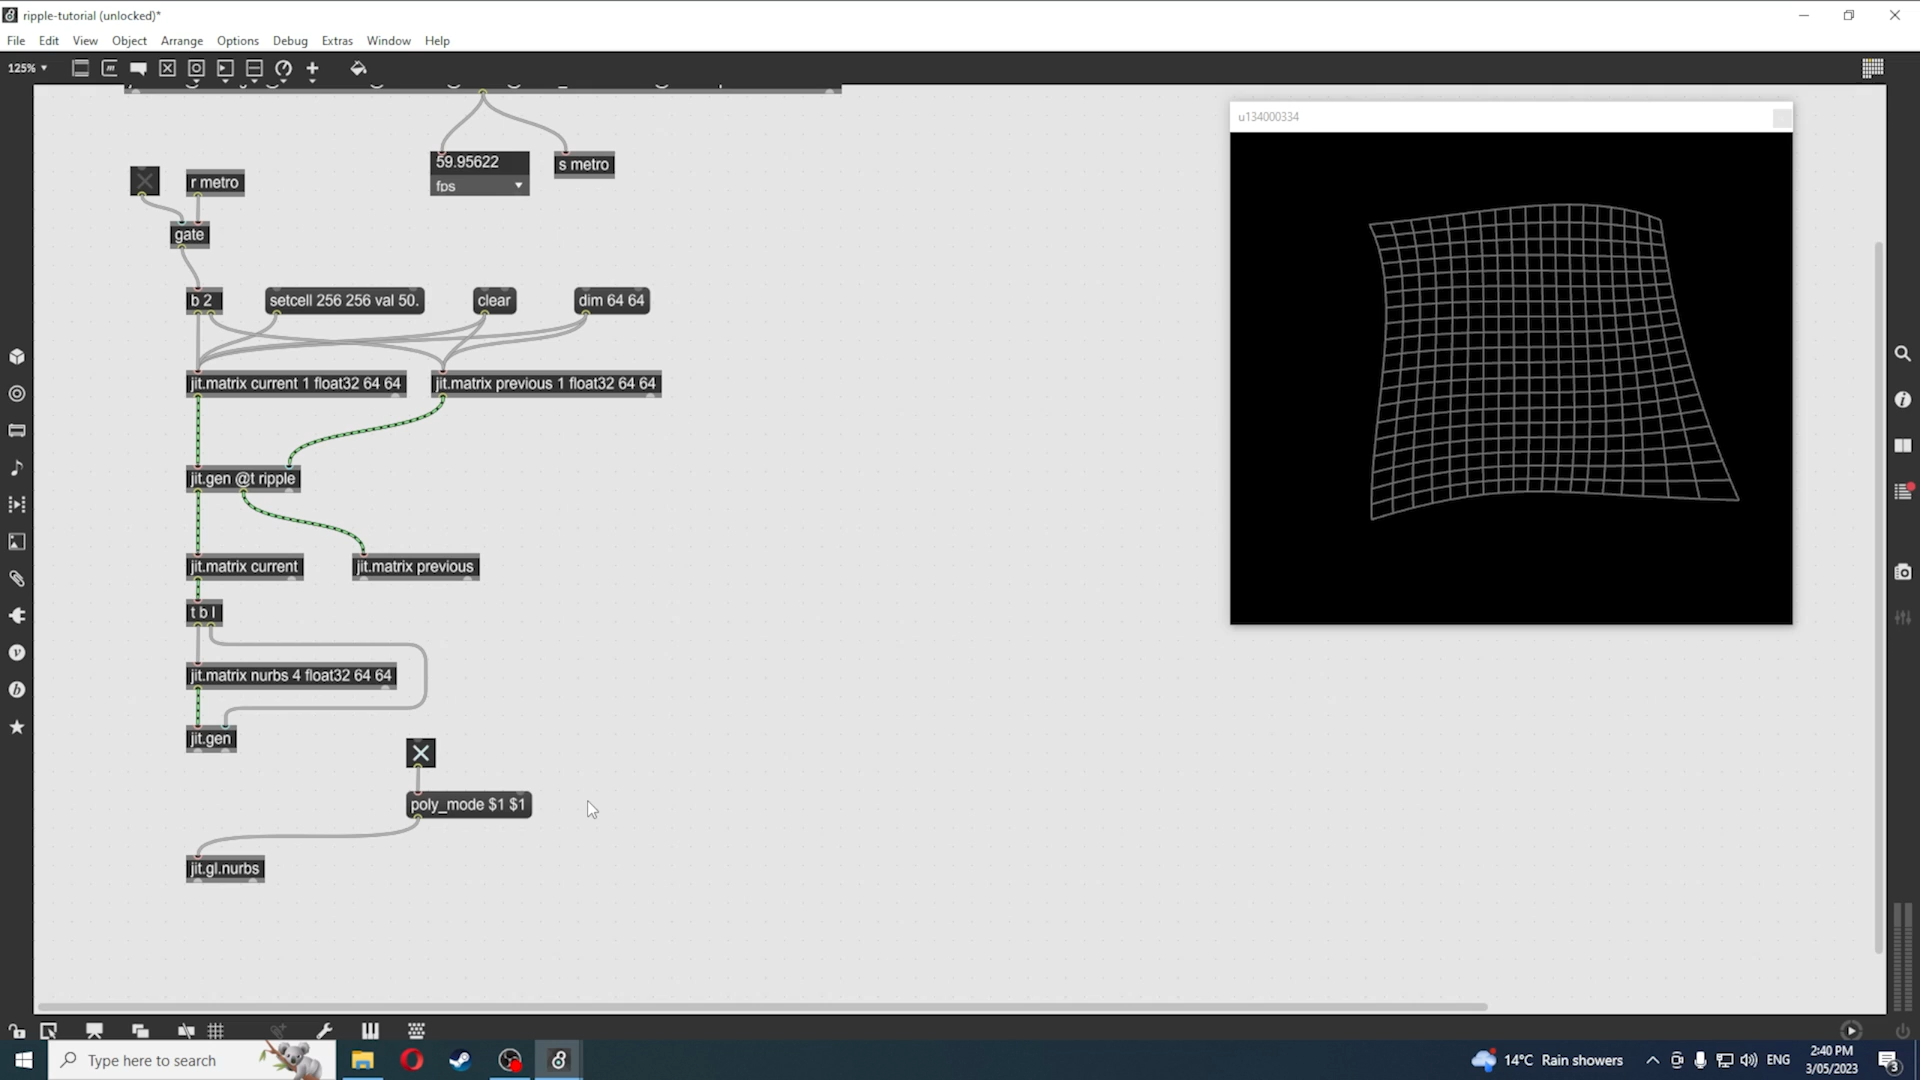 ripple-tutorial (unlocked)*
File Edit View Object Arrange Options Debug Extras Window Help
125%
u134000334
59.95622
fps
s metro
r metro
gate
b 2
setcell 256 256 val 50.
clear
dim 64 64
jit.matrix current 1 float32 64 64
jit.matrix previous 1 float32 64 64
jit.gen @t ripple
jit.matrix current
jit.matrix previous
t b l
jit.matrix nurbs 4 float32 64 64
jit.gen
poly_mode $1 $1
jit.gl.nurbs
Type here to search
14°C Rain showers
ENG
2:40 PM
3/05/2023
3